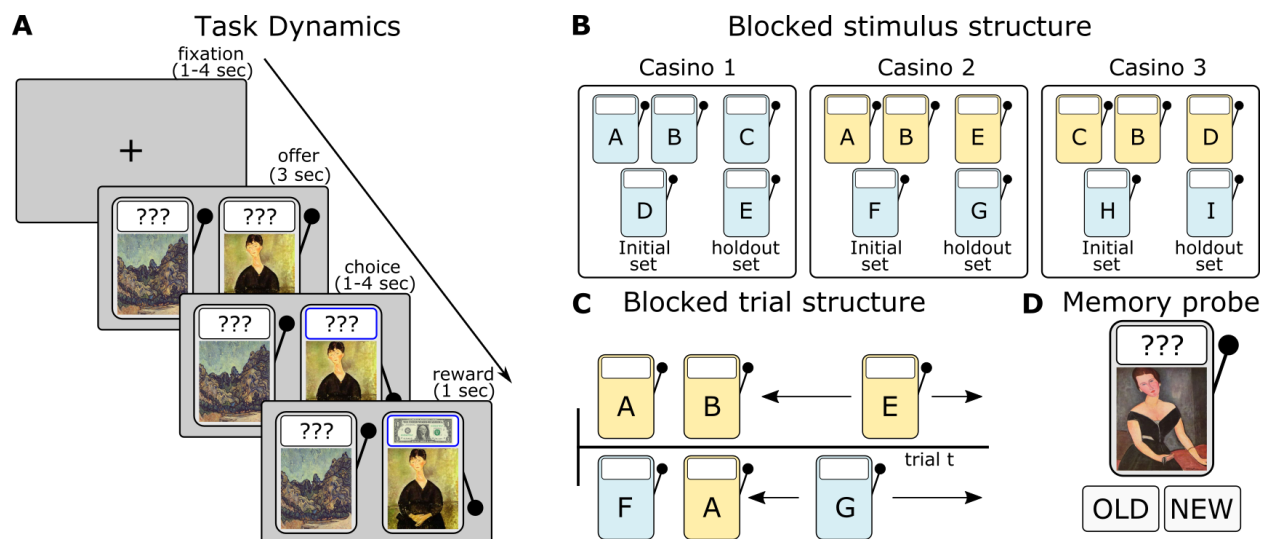 A
Task Dynamics
fixation
(1-4 sec)
+
offer
(3 sec)
??? ???
choice
(1-4 sec)
??? ???
reward
(1 sec)
???
B
Blocked stimulus structure
Casino 1
A B C
D E
Initial
set
holdout
set
Casino 2
A B E
F G
Initial
set
holdout
set
Casino 3
C B D
H I
Initial
set
holdout
set
C
Blocked trial structure
A B E
trial t
F A G
D
Memory probe
???
OLD NEW